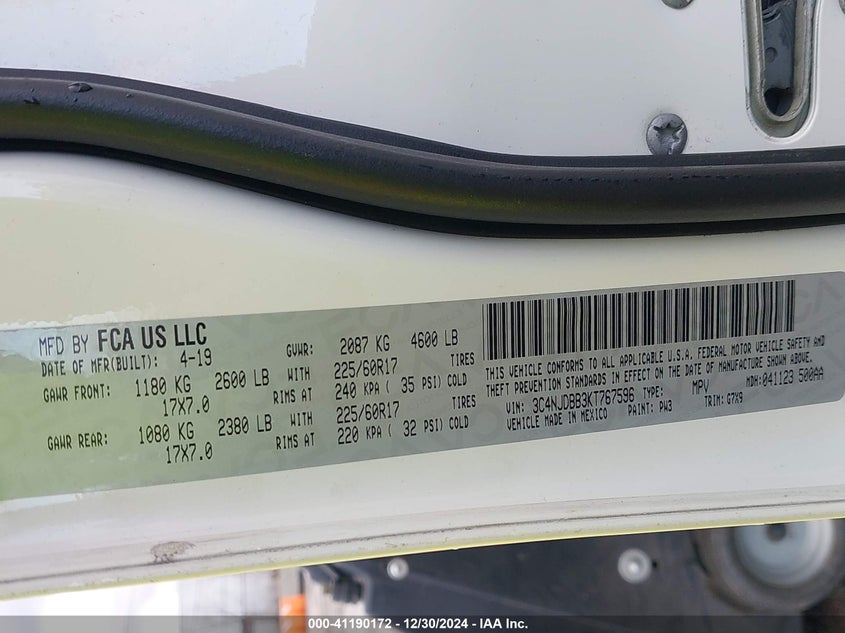 MFD BY FCA US LLC
DATE OF MFR(BUILT): 4-19
GVWR: 2087 KG 4600 LB
GAWR FRONT: 1180 KG 2600 LB WITH 225/60R17 TIRES
17X7.0 RIMS AT 240 KPA ( 35 PSI) COLD
GAWR REAR: 1080 KG 2380 LB WITH 225/60R17 TIRES
17X7.0 RIMS AT 220 KPA ( 32 PSI) COLD
THIS VEHICLE CONFORMS TO ALL APPLICABLE U.S.A. FEDERAL MOTOR VEHICLE SAFETY AND
THEFT PREVENTION STANDARDS IN EFFECT ON THE DATE OF MANUFACTURE SHOWN ABOVE.
VIN: 3C4NJDBB3KT767596 TYPE: MPV MDH: 041123 500AA
VEHICLE MADE IN MEXICO PAINT: PW3 TRIM: G7X9
000-41190172 - 12/30/2024 - IAA Inc.